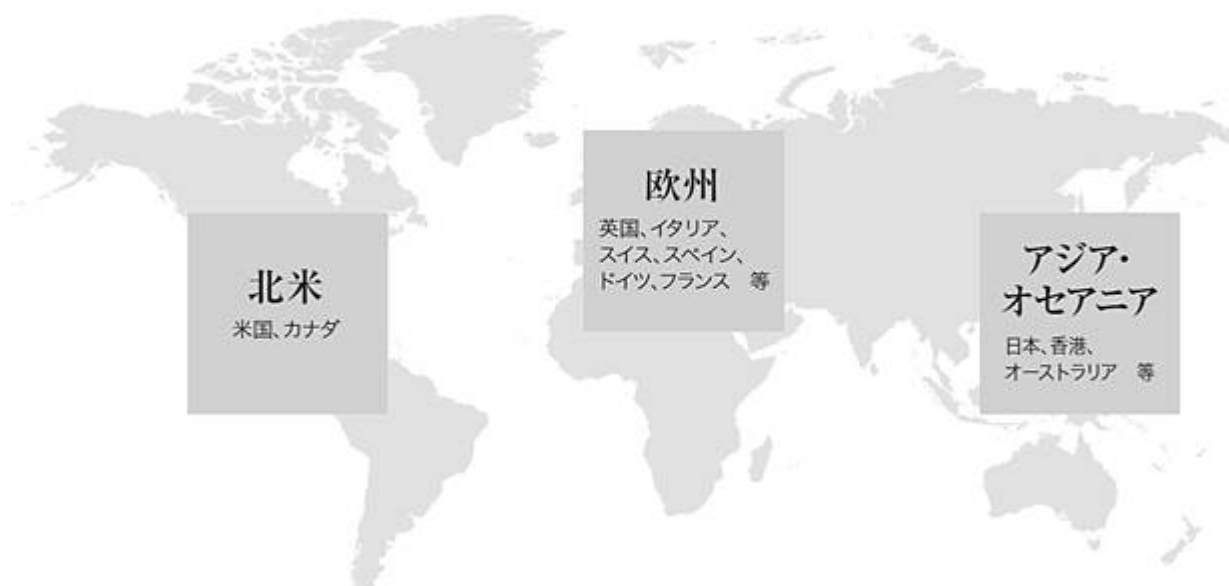 北米
米国、カナダ
欧州
英国、イタリア、
スイス、スペイン、
ドイツ、フランス　等
アジア・
オセアニア
日本、香港、
オーストラリア　等